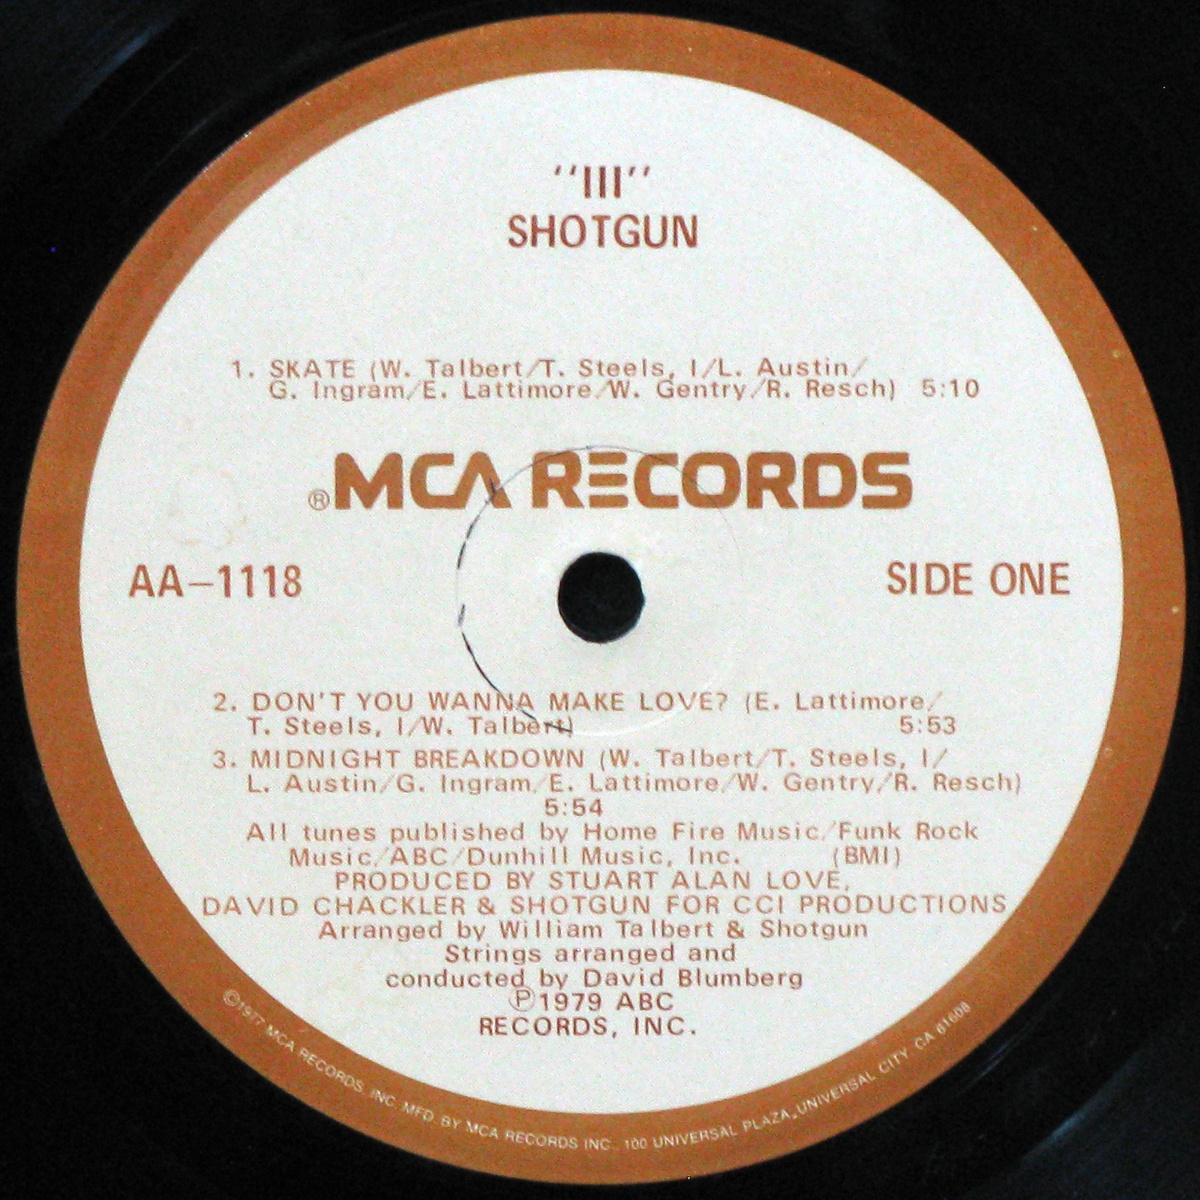 "III"
SHOTGUN
1. SKATE (W. Talbert/T. Steels, I/L. Austin/
G. Ingram/E. Lattimore/W. Gentry/R. Resch) 5:10
®MCA RECORDS
AA-1118
SIDE ONE
2. DON'T YOU WANNA MAKE LOVE? (E. Lattimore/
T. Steels, I/W. Talbert) 5:53
3. MIDNIGHT BREAKDOWN (W. Talbert/T. Steels, I/
L. Austin/G. Ingram/E. Lattimore/W. Gentry/R. Resch)
5:54
All tunes published by Home Fire Music/Funk Rock
Music/ABC/Dunhill Music, Inc. (BMI)
PRODUCED BY STUART ALAN LOVE,
DAVID CHACKLER & SHOTGUN FOR CCI PRODUCTIONS
Arranged by William Talbert & Shotgun
Strings arranged and
conducted by David Blumberg
℗1979 ABC
RECORDS, INC.
©1977 MCA RECORDS, INC. MFD. BY MCA RECORDS INC., 100 UNIVERSAL PLAZA, UNIVERSAL CITY, CA 61608